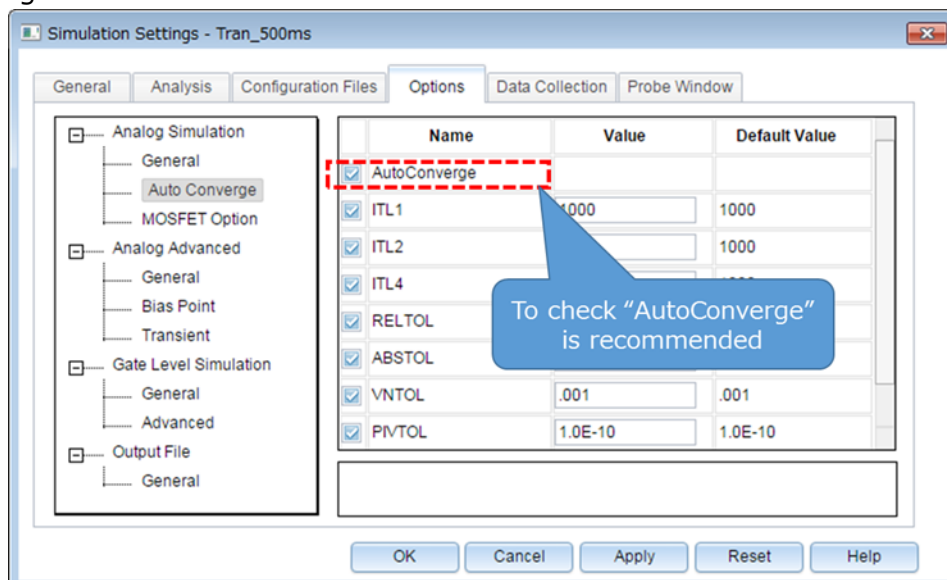 Simulation Settings - Tran_500ms
General Analysis Configuration Files Options Data Collection Probe Window
Analog Simulation
General
Auto Converge
MOSFET Option
Analog Advanced
General
Bias Point
Transient
Gate Level Simulation
General
Advanced
Output File
General
Name Value Default Value
AutoConverge
ITL1 1000 1000
ITL2 1000
ITL4
RELTOL
ABSTOL
VNTOL .001 .001
PIVTOL 1.0E-10 1.0E-10
To check “AutoConverge”
is recommended
OK Cancel Apply Reset Help